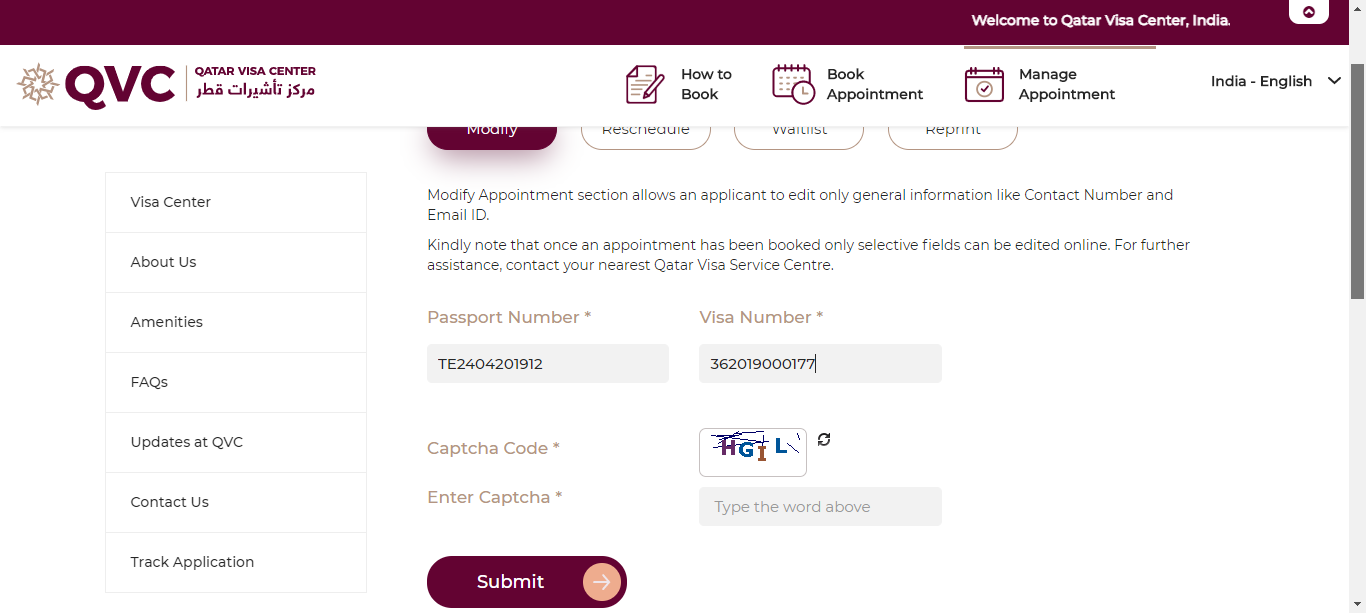 Welcome to Qatar Visa Center, India.
QVC
QATAR VISA CENTER
مركز تأشيرات قطر
How to
Book
Book
Appointment
Manage
Appointment
India - English
Modify
Reschedule
Waitlist
Reprint
Visa Center
About Us
Amenities
FAQs
Updates at QVC
Contact Us
Track Application
Modify Appointment section allows an applicant to edit only general information like Contact Number and
Email ID.
Kindly note that once an appointment has been booked only selective fields can be edited online. For further
assistance, contact your nearest Qatar Visa Service Centre.
Passport Number *
Visa Number *
TE2404201912
362019000177
Captcha Code *
HGIL
Enter Captcha *
Type the word above
Submit